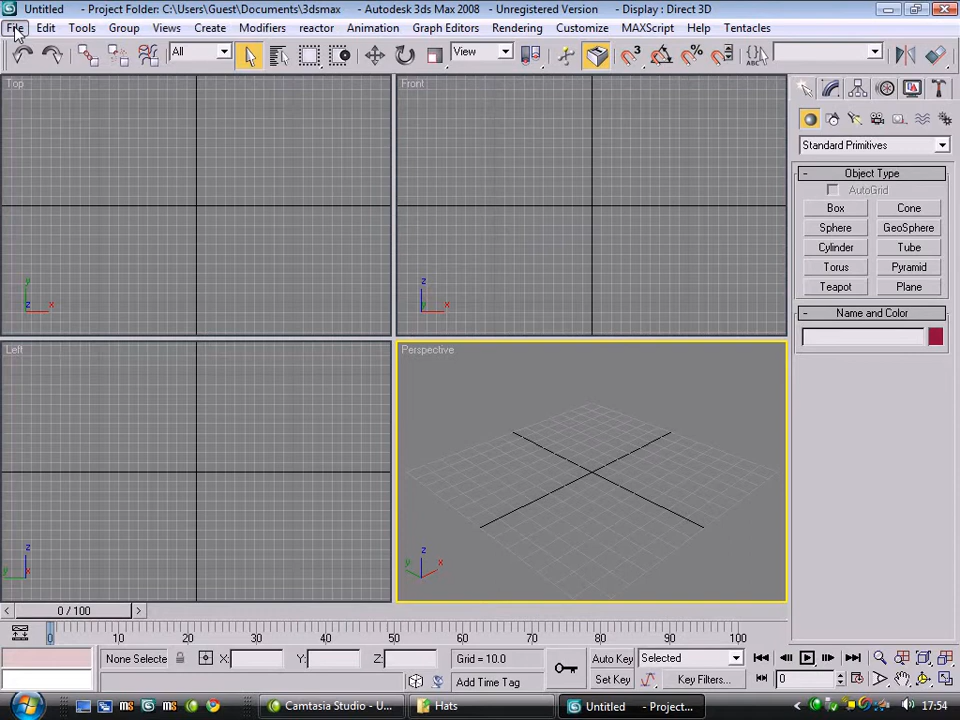 Untitled - Project Folder: C:\Users\Guest\Documents\3dsmax - Autodesk 3ds Max 2008 - Unregistered Version - Display : Direct 3D
File Edit Tools Group Views Create Modifiers reactor Animation Graph Editors Rendering Customize MAXScript Help Tentacles
All View
Top Front
Standard Primitives
Object Type
AutoGrid
Box Cone
Sphere GeoSphere
Cylinder Tube
Torus Pyramid
Teapot Plane
Name and Color
y z
z x y x
Left Perspective
z z
y x y x
< 0 / 100 >
0 10 20 30 40 50 60 70 80 90 100
None Selecte X: Y: Z: Grid = 10.0 Auto Key Selected
Add Time Tag Set Key Key Filters... 0
Camtasia Studio - U... Hats Untitled - Project... 17:54